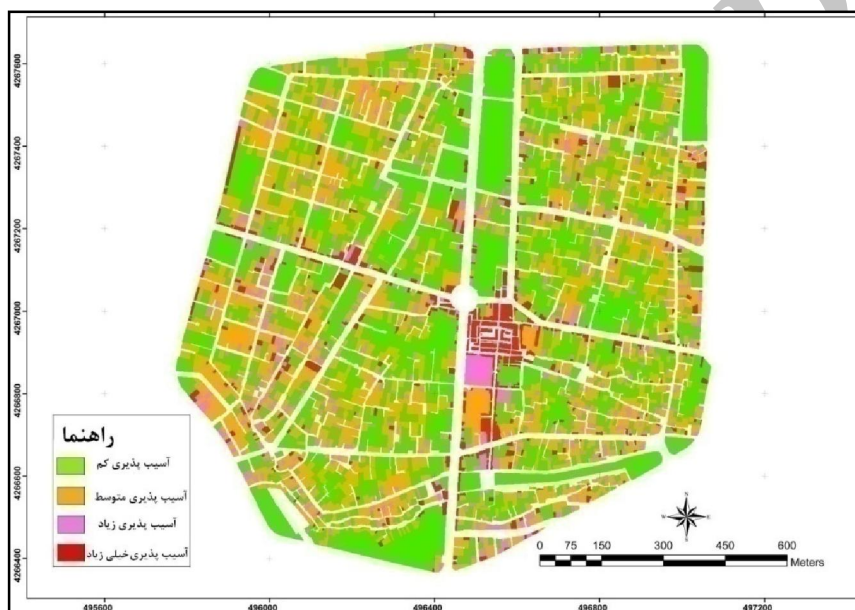 4267600
4267400
4267200
4267000
4266800
4266600
4266400
راهنما
آسیب پذیری کم
آسیب پذیری متوسط
آسیب پذیری زیاد
آسیب پذیری خیلی زیاد
N
0 75 150 300 450 600
Meters
495600 496000 496400 496800 497200